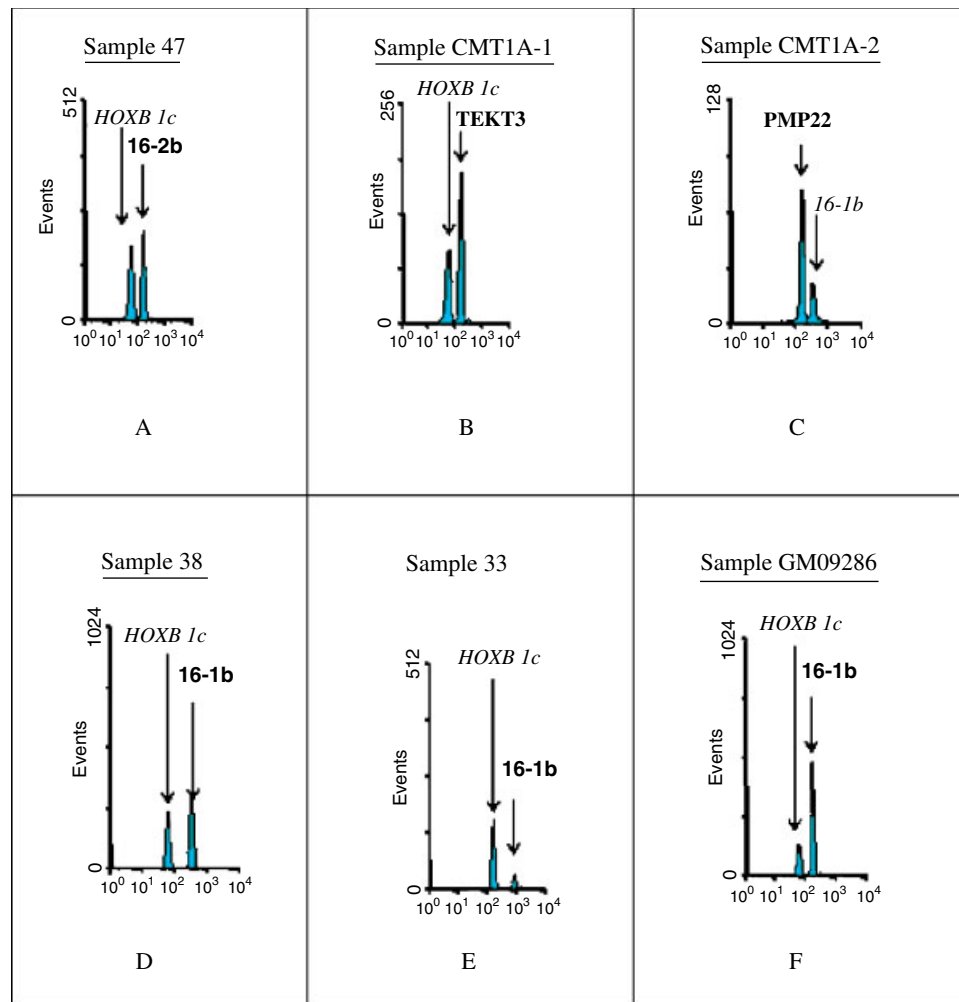 Sample 47
512
HOXB 1c
16-2b
Events
0
10⁰ 10¹ 10² 10³ 10⁴
A
Sample CMT1A-1
HOXB 1c
256
TEKT3
Events
0
10⁰ 10¹ 10² 10³ 10⁴
B
Sample CMT1A-2
128
PMP22
16-1b
Events
0
10⁰ 10¹ 10² 10³ 10⁴
C
Sample 38
1024
HOXB 1c
16-1b
Events
0
10⁰ 10¹ 10² 10³ 10⁴
D
Sample 33
HOXB 1c
512
16-1b
Events
0
10⁰ 10¹ 10² 10³ 10⁴
E
Sample GM09286
HOXB 1c
1024
16-1b
Events
0
10⁰ 10¹ 10² 10³ 10⁴
F